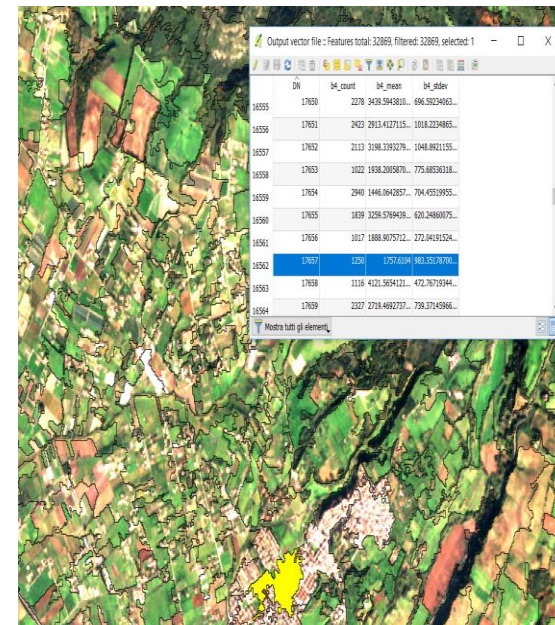 Output vector file :: Features total: 32869, filtered: 32869, selected: 1
DN b4_count b4_mean b4_stdev
16555 17650 2278 3439.5943810... 696.59234063...
16556 17651 2423 2913.4127115... 1018.2234865...
16557 17652 2113 3198.3393279... 1048.8921155...
16558 17653 1022 1938.2005870... 775.68536318...
16559 17654 2940 1446.0642857... 704.45519955...
16560 17655 1839 3259.5769439... 620.24860075...
16561 17656 1017 1888.9075712... 272.04191524...
16562 17657 1250 1757.6104 983.35178700...
16563 17658 1116 4121.5654121... 472.76719344...
16564 17659 2327 2719.4692737... 739.37145966...
Mostra tutti gli elementi